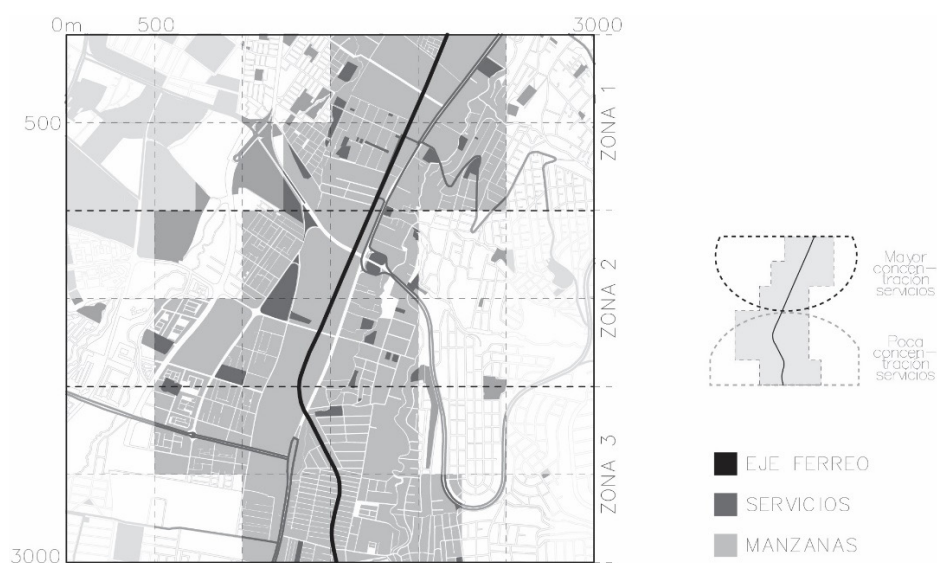 0m 500 3000
500
3000
ZONA 1
ZONA 2
ZONA 3
Mayor
concen-
tración
servicios
Poca
concen-
tración
servicios
EJE FERREO
SERVICIOS
MANZANAS